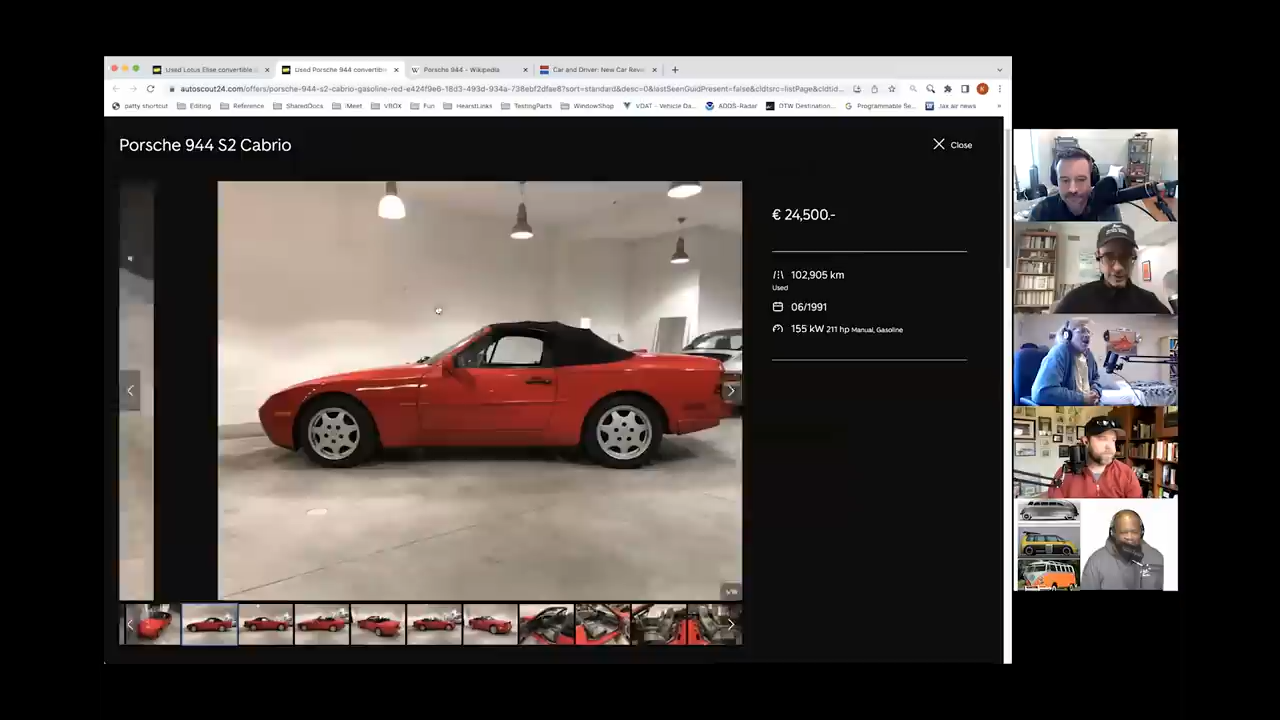 Used Lotus Elise convertible
Used Porsche 944 convertible
Porsche 944 - Wikipedia
Car and Driver: New Car Revie
autoscout24.com/offers/porsche-944-s2-cabrio-gasoline-red-e424f9e6-18d3-493d-934a-738ebf2dfae8?sort=standard&desc=0&lastSeenGuidPresent=false&cldtsrc=listPage&cldtid...
patty shortcut
Editing
Reference
SharedDocs
iMeet
VBOX
Fun
HearstLinks
TestingParts
WindowShop
VDAT - Vehicle Da...
ADDS-Radar
DTW Destination...
Programmable Se...
Jax air news
»
Porsche 944 S2 Cabrio
Close
€ 24,500.-
102,905 km
Used
06/1991
155 kW 211 hp Manual, Gasoline